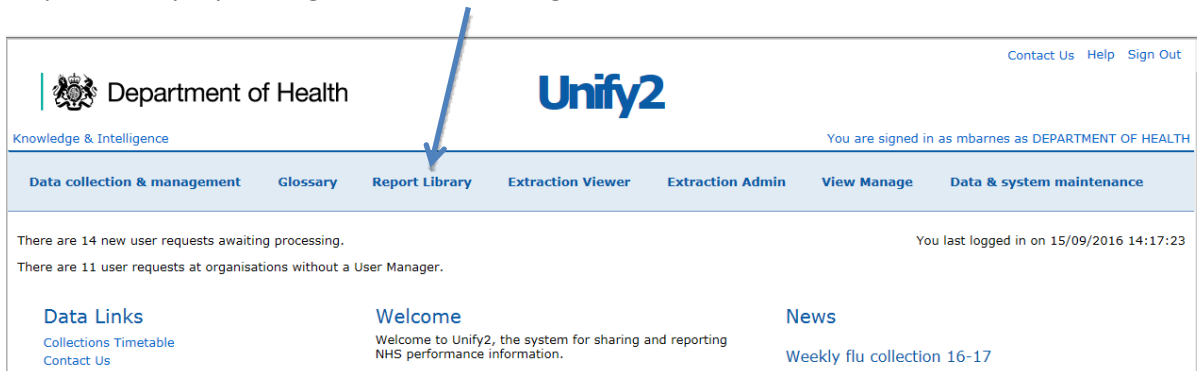 Contact Us Help Sign Out
Department of Health
Unify2
Knowledge & Intelligence
You are signed in as mbarnes as DEPARTMENT OF HEALTH
Data collection & management Glossary Report Library Extraction Viewer Extraction Admin View Manage Data & system maintenance
There are 14 new user requests awaiting processing.
You last logged in on 15/09/2016 14:17:23
There are 11 user requests at organisations without a User Manager.
Data Links
Collections Timetable
Contact Us
Welcome
Welcome to Unify2, the system for sharing and reporting
NHS performance information.
News
Weekly flu collection 16-17